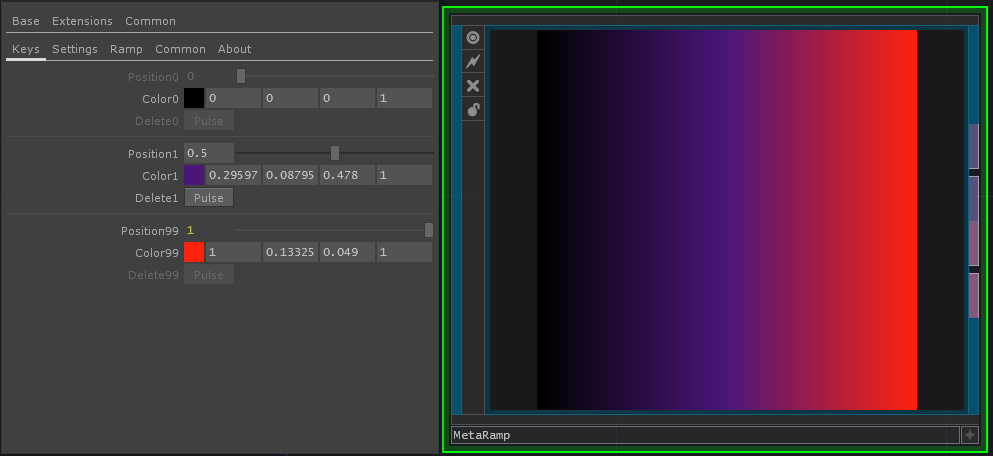 Base Extensions Common
Keys Settings Ramp Common About
Position0 0
Color0 0 0 0 1
Delete0 Pulse
Position1 0.5
Color1 0.29597 0.08795 0.478 1
Delete1 Pulse
Position99 1
Color99 1 0.13325 0.049 1
Delete99 Pulse
MetaRamp